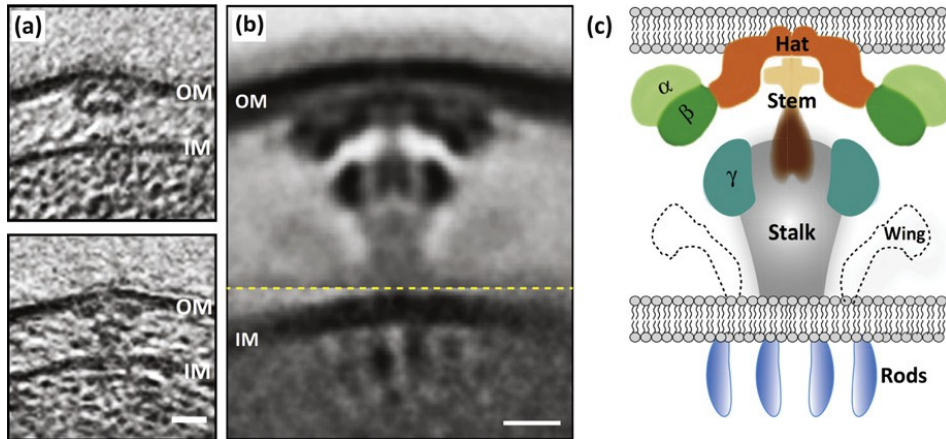 (a)
OM
IM
OM
IM
(b)
OM
IM
(c)
Hat
α
β
Stem
γ
Stalk
Wing
Rods